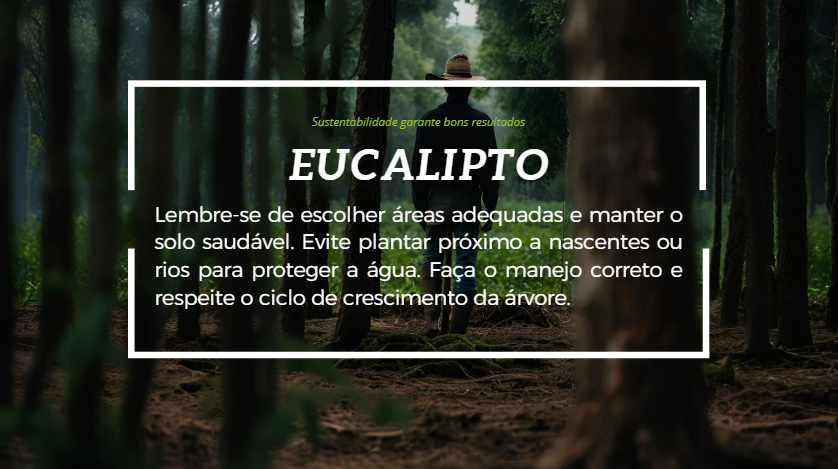 Sustentabilidade garante bons resultados
EUCALIPTO
Lembre-se de escolher áreas adequadas e manter o
solo saudável. Evite plantar próximo a nascentes ou
rios para proteger a água. Faça o manejo correto e
respeite o ciclo de crescimento da árvore.